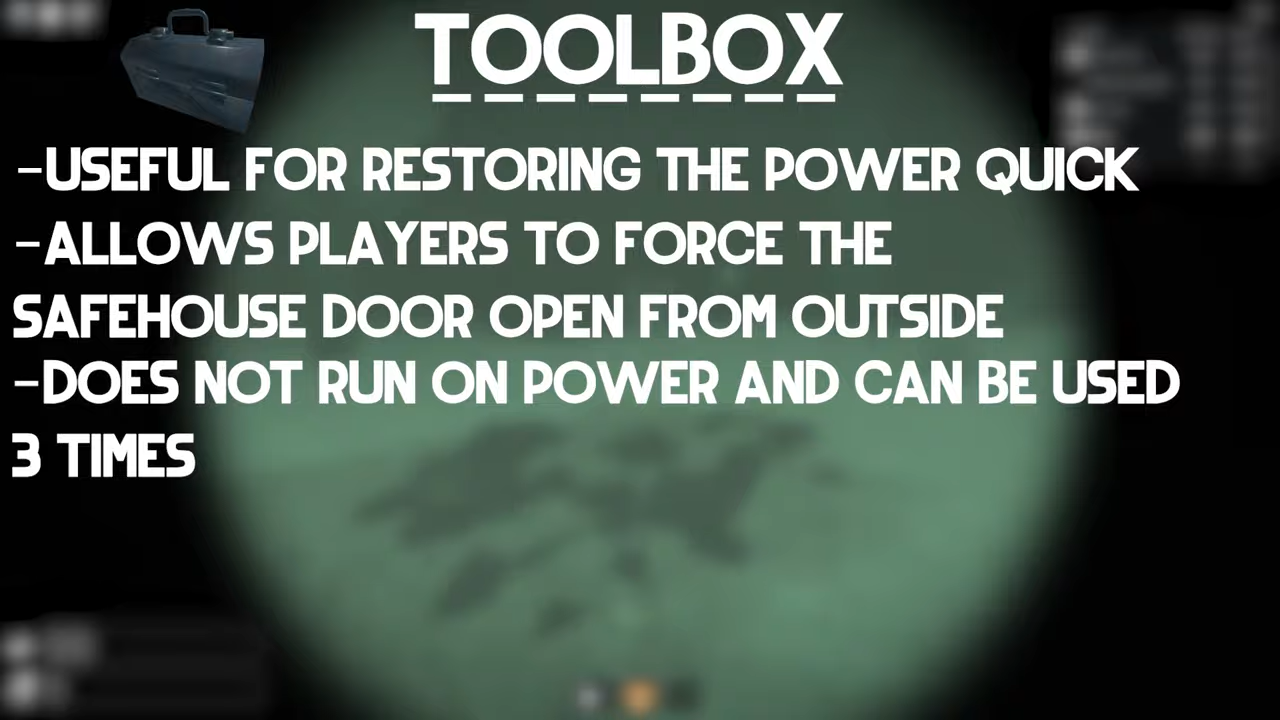 TOOLBOX
-USEFUL FOR RESTORING THE POWER QUICK
-ALLOWS PLAYERS TO FORCE THE
SAFEHOUSE DOOR OPEN FROM OUTSIDE
-DOES NOT RUN ON POWER AND CAN BE USED
3 TIMES